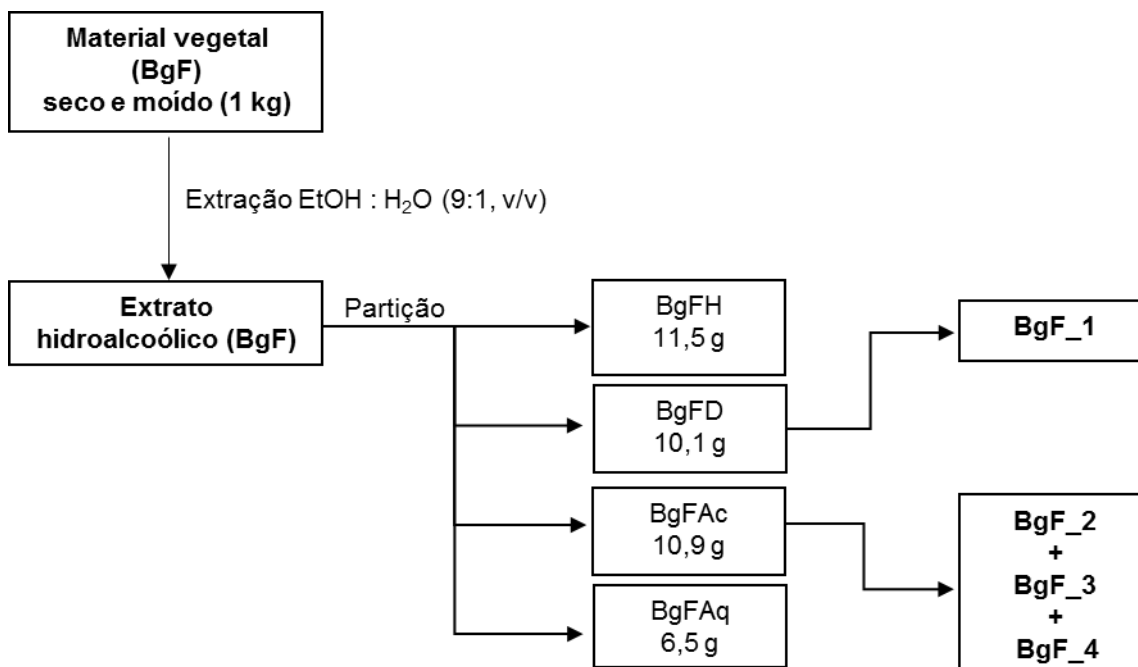 Material vegetal
(BgF)
seco e moído (1 kg)
Extração EtOH : H₂O (9:1, v/v)
Extrato
hidroalcoólico (BgF)
Partição
BgFH
11,5 g
BgFD
10,1 g
BgFAc
10,9 g
BgFAq
6,5 g
BgF_1
BgF_2
+
BgF_3
+
BgF_4